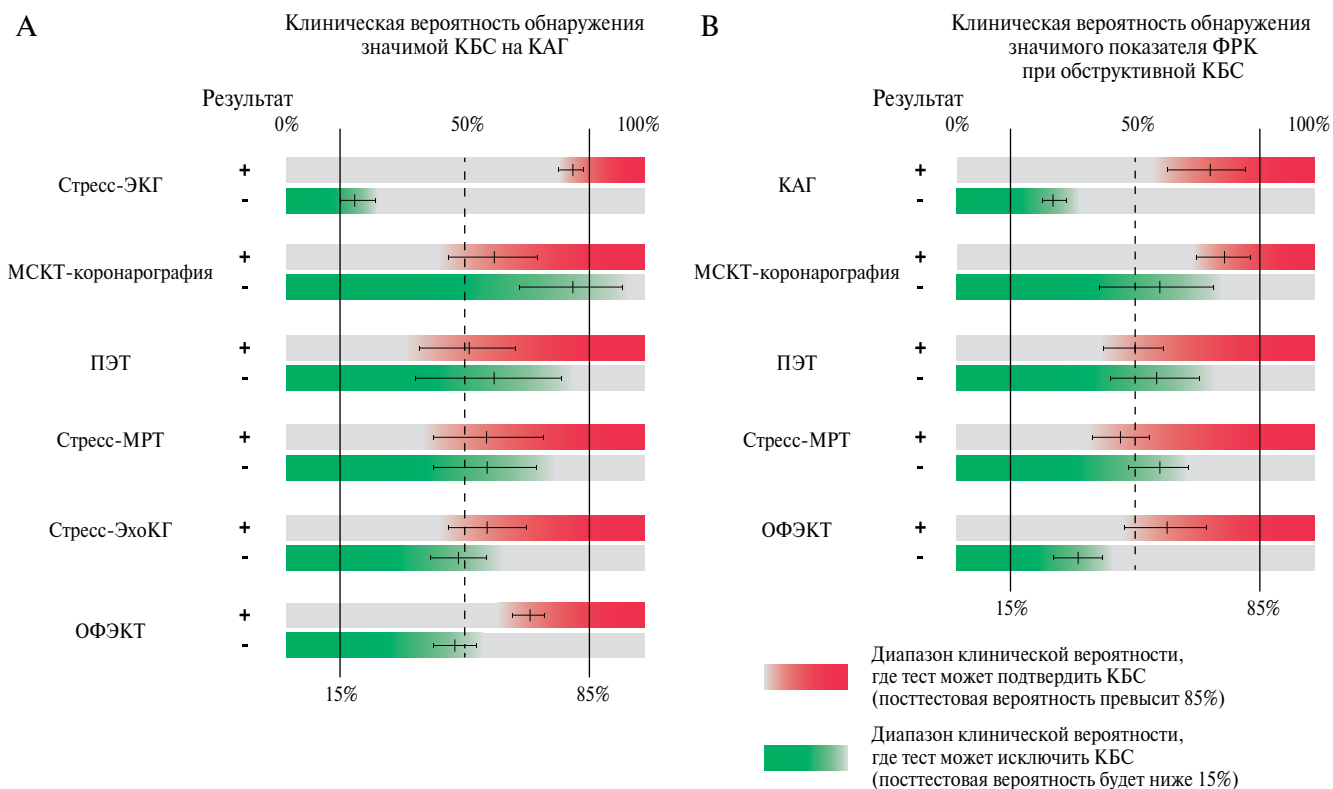 A
Клиническая вероятность обнаружения
значимой КБС на КАГ
Результат
0% 50% 100%
Стресс-ЭКГ
+
-
МСКТ-коронарография
+
-
ПЭТ
+
-
Стресс-МРТ
+
-
Стресс-ЭхоКГ
+
-
ОФЭКТ
+
-
15% 85%
B
Клиническая вероятность обнаружения
значимого показателя ФРК
при обструктивной КБС
Результат
0% 50% 100%
КАГ
+
-
МСКТ-коронарография
+
-
ПЭТ
+
-
Стресс-МРТ
+
-
ОФЭКТ
+
-
15% 85%
Диапазон клинической вероятности,
где тест может подтвердить КБС
(посттестовая вероятность превысит 85%)
Диапазон клинической вероятности,
где тест может исключить КБС
(посттестовая вероятность будет ниже 15%)